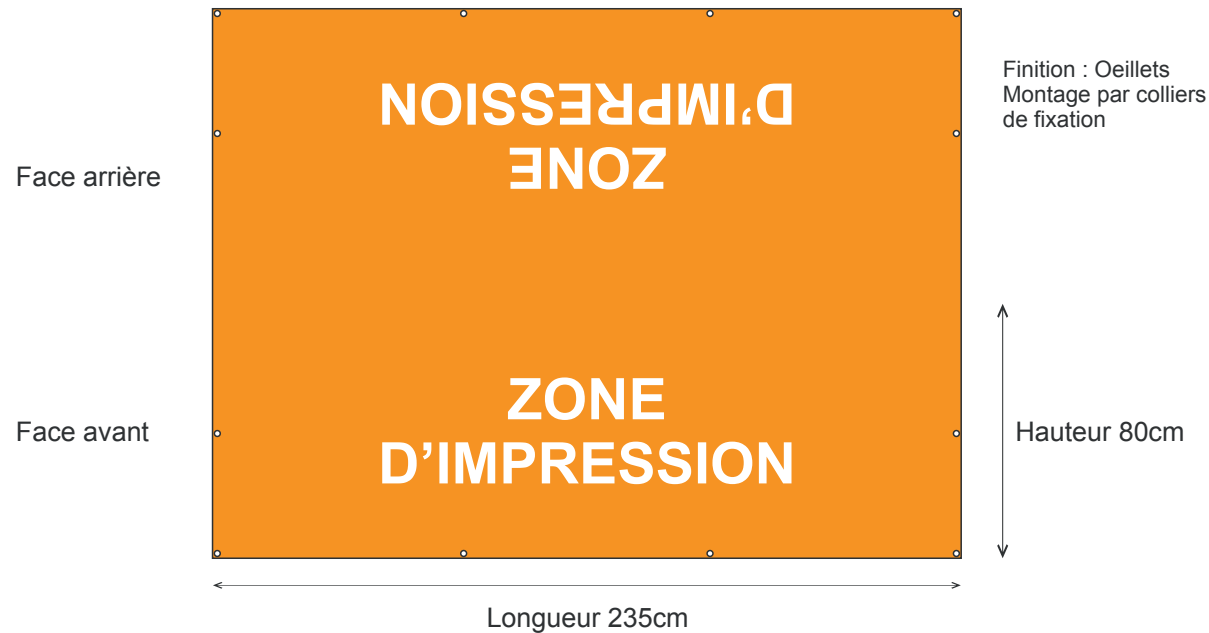 D’IMPRESSION
ZONE
Finition : Oeillets
Montage par colliers
de fixation
Face arrière
ZONE
D’IMPRESSION
Face avant
Hauteur 80cm
Longueur 235cm